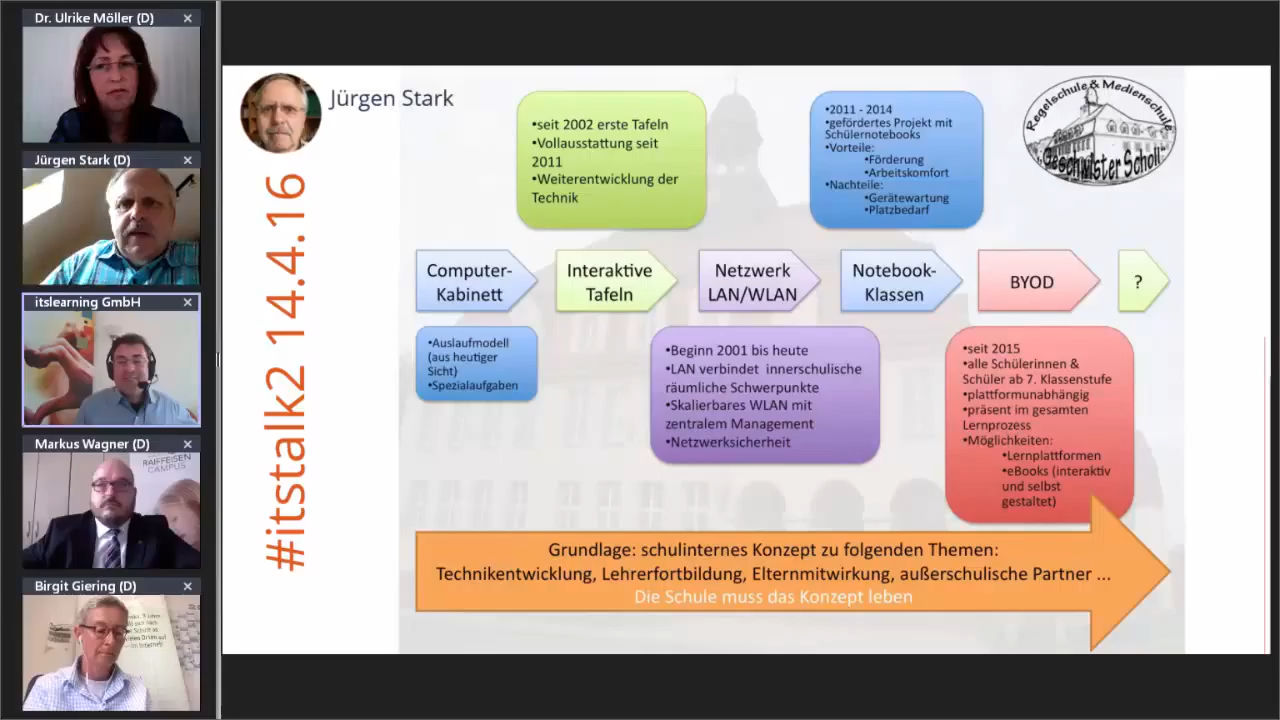 Dr. Ulrike Möller (D)
Jürgen Stark (D)
itslearning GmbH
Markus Wagner (D)
RAIFFEISEN
CAMPUS
Birgit Giering (D)
Jürgen Stark
#itstalk2 14.4.16
•seit 2002 erste Tafeln
•Vollausstattung seit
2011
•Weiterentwicklung der
Technik
•2011 - 2014
•gefördertes Projekt mit
Schülernotebooks
•Vorteile:
•Förderung
•Arbeitskomfort
•Nachteile:
•Gerätewartung
•Platzbedarf
Regelschule & Medienschule
"Geschwister Scholl"
Computer-
Kabinett
Interaktive
Tafeln
Netzwerk
LAN/WLAN
Notebook-
Klassen
BYOD
?
•Auslaufmodell
(aus heutiger
Sicht)
•Spezialaufgaben
•Beginn 2001 bis heute
•LAN verbindet innerschulische
räumliche Schwerpunkte
•Skalierbares WLAN mit
zentralem Management
•Netzwerksicherheit
•seit 2015
•alle Schülerinnen &
Schüler ab 7. Klassenstufe
•plattformunabhängig
•präsent im gesamten
Lernprozess
•Möglichkeiten:
•Lernplattformen
•eBooks (interaktiv
und selbst
gestaltet)
Grundlage: schulinternes Konzept zu folgenden Themen:
Technikentwicklung, Lehrerfortbildung, Elternmitwirkung, außerschulische Partner ...
Die Schule muss das Konzept leben